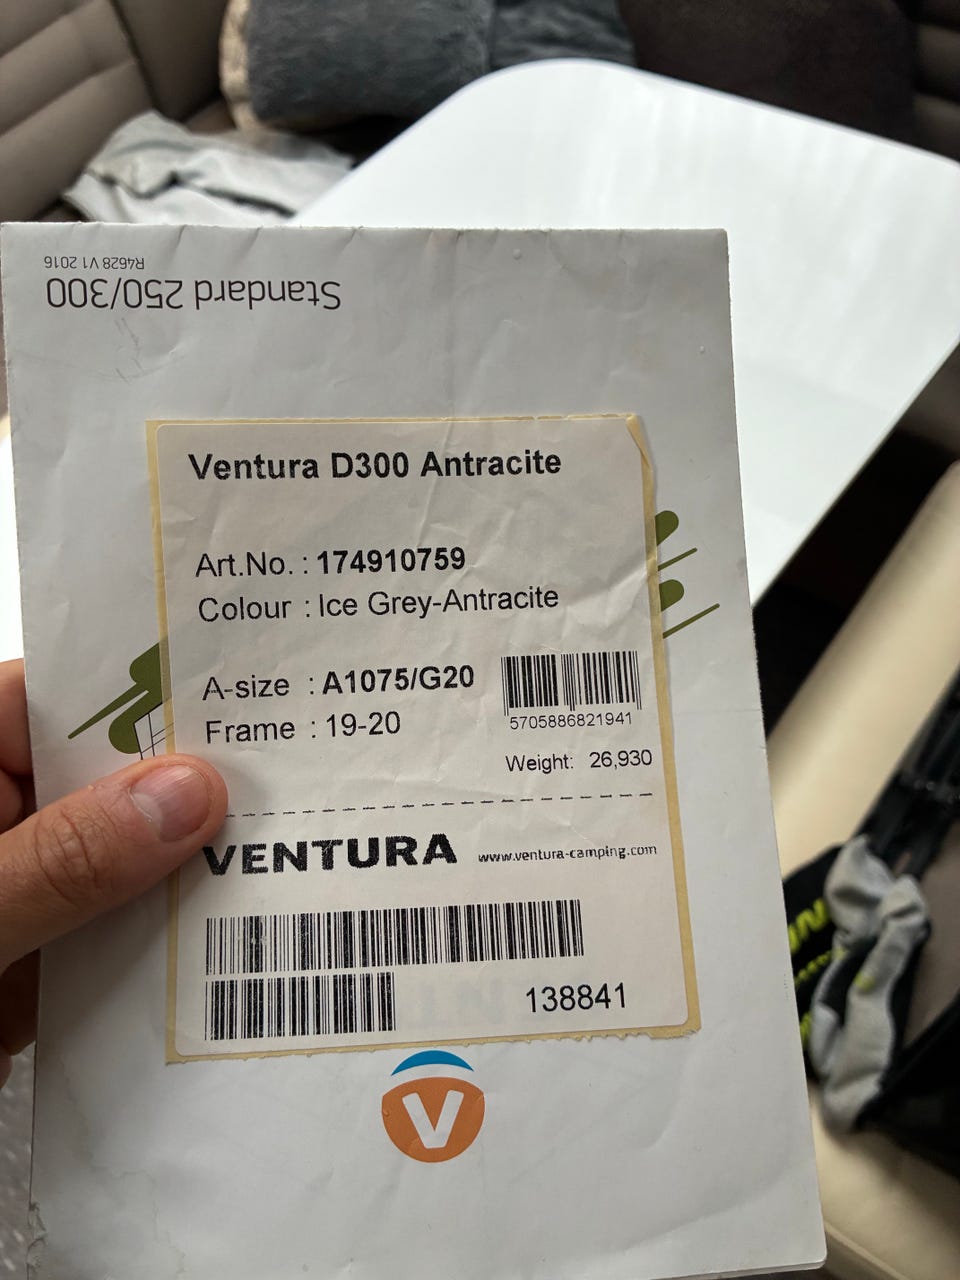 R4628 V1 2016
Standard 250/300
Ventura D300 Antracite
Art.No. : 174910759
Colour : Ice Grey-Antracite
A-size : A1075/G20
Frame : 19-20
5705886821941
Weight: 26,930
VENTURA www.ventura-camping.com
138841
V